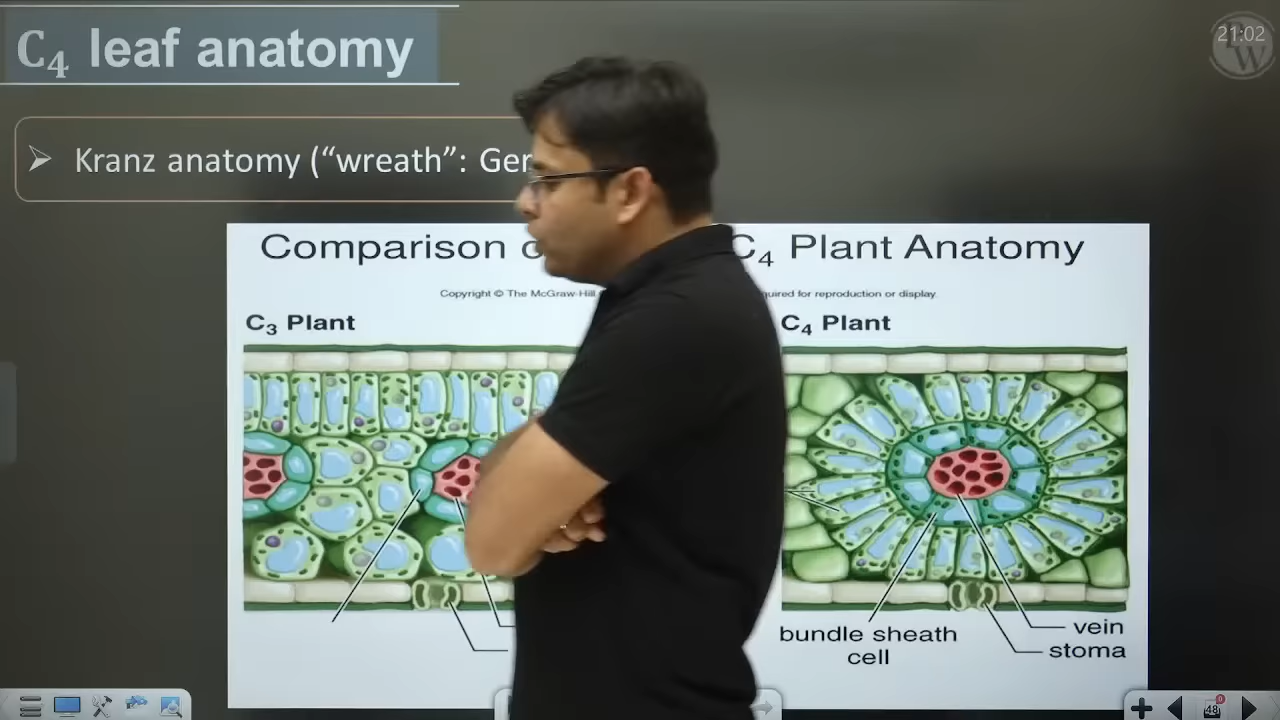 C₄ leaf anatomy
21:02
➢ Kranz anatomy (“wreath”: Ger
Comparison o C₄ Plant Anatomy
Copyright © The McGraw-Hill quired for reproduction or display
C₃ Plant
C₄ Plant
bundle sheath
cell
vein
stoma
48